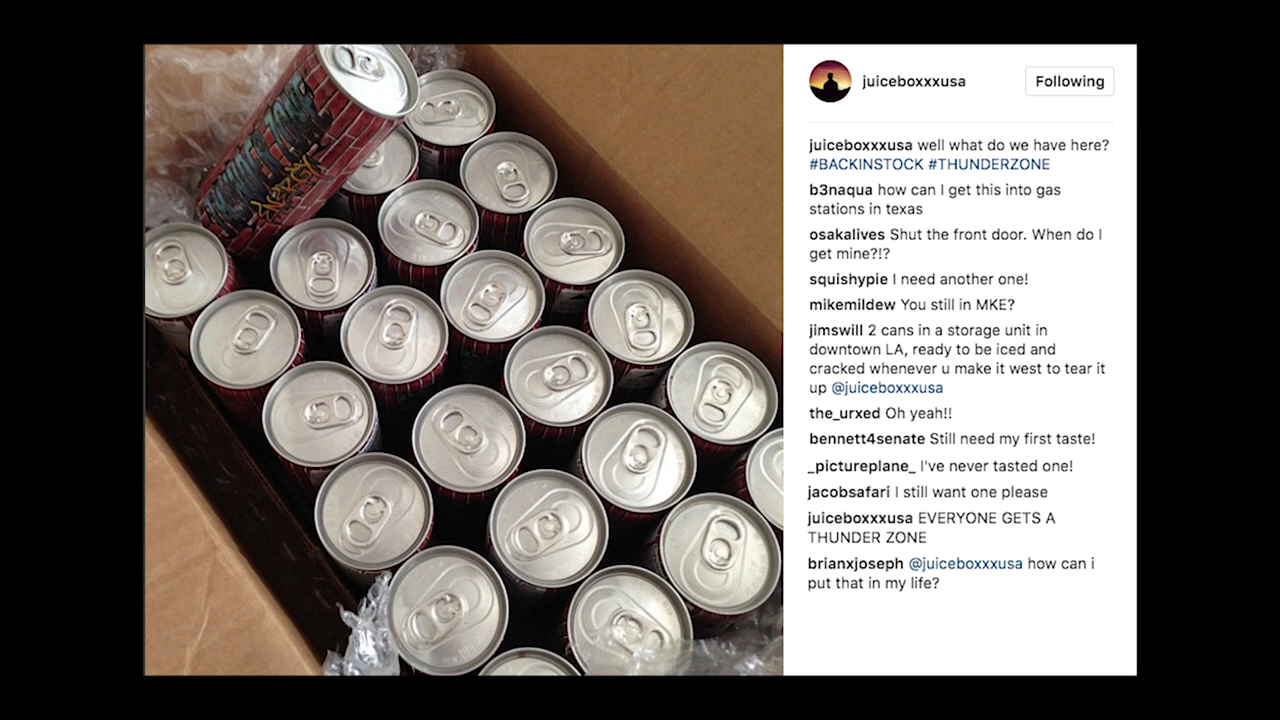 THUNDER ZONE
ENERGY
juiceboxxxusa
Following
juiceboxxxusa well what do we have here?
#BACKINSTOCK #THUNDERZONE
b3naqua how can I get this into gas
stations in texas
osakalives Shut the front door. When do I
get mine?!?
squishypie I need another one!
mikemildew You still in MKE?
jimswill 2 cans in a storage unit in
downtown LA, ready to be iced and
cracked whenever u make it west to tear it
up @juiceboxxxusa
the_urxed Oh yeah!!
bennett4senate Still need my first taste!
_pictureplane_ I've never tasted one!
jacobsafari I still want one please
juiceboxxxusa EVERYONE GETS A
THUNDER ZONE
brianxjoseph @juiceboxxxusa how can i
put that in my life?